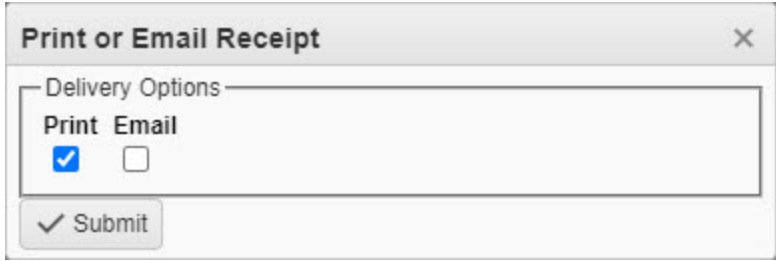 Print or Email Receipt
Delivery Options
Print Email
Submit